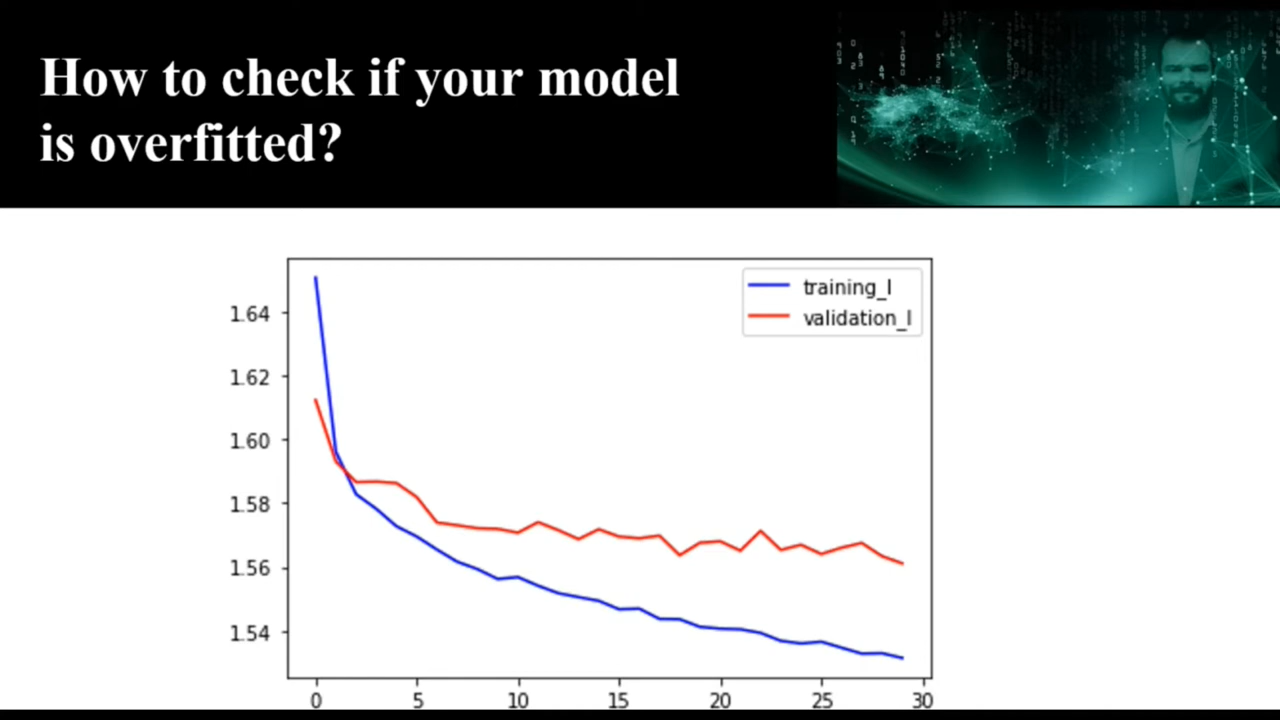 How to check if your model
is overfitted?
training_l
validation_l
1.64
1.62
1.60
1.58
1.56
1.54
0 5 10 15 20 25 30